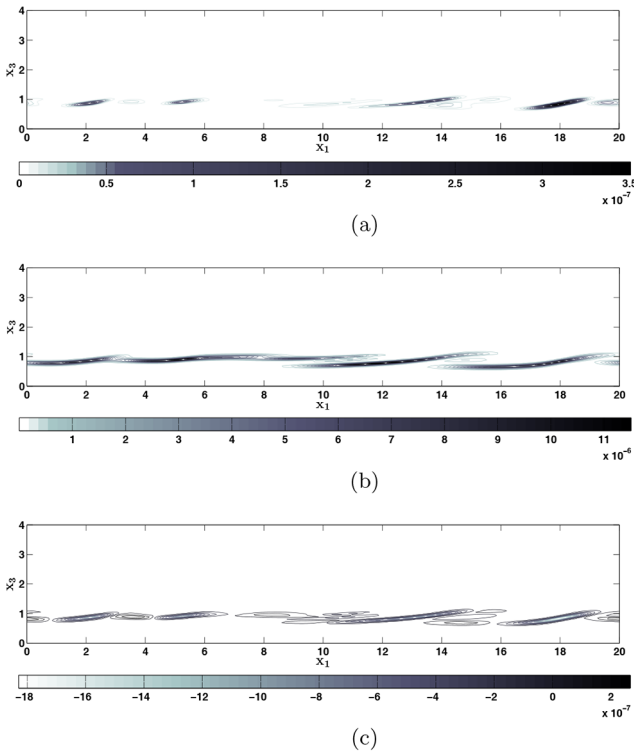 4
3
2
1
0
x₃
0 2 4 6 8 10 12 14 16 18 20
x₁
0 0.5 1 1.5 2 2.5 3 3.5
x 10⁻⁷
(a)
4
3
2
1
0
x₃
0 2 4 6 8 10 12 14 16 18 20
x₁
1 2 3 4 5 6 7 8 9 10 11
x 10⁻⁶
(b)
4
3
2
1
0
x₃
0 2 4 6 8 10 12 14 16 18 20
x₁
−18 −16 −14 −12 −10 −8 −6 −4 −2 0 2
x 10⁻⁷
(c)